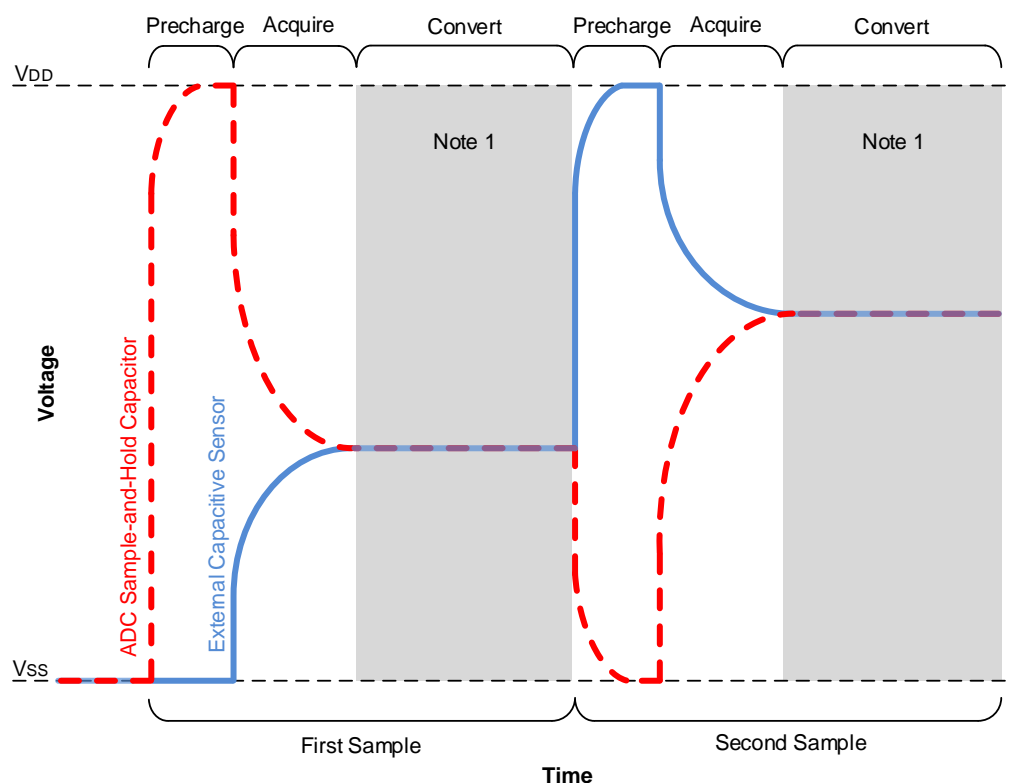 Precharge Acquire Convert Precharge Acquire Convert
VDD
Note 1 Note 1
Voltage
ADC Sample-and-Hold Capacitor
External Capacitive Sensor
VSS
First Sample Second Sample
Time